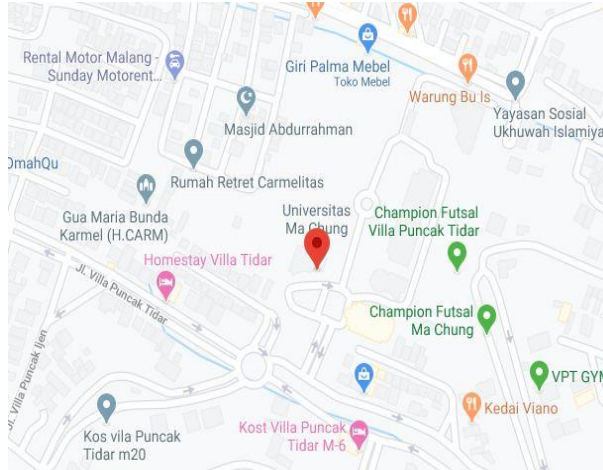 Rental Motor Malang -
Sunday Motorent...
Giri Palma Mebel
Toko Mebel
Warung Bu Is
Yayasan Sosial
Ukhuwah Islamiya
Masjid Abdurrahman
OmahQu
Rumah Retret Carmelitas
Gua Maria Bunda
Karmel (H.CARM)
Universitas
Ma Chung
Champion Futsal
Villa Puncak Tidar
Homestay Villa Tidar
Jl. Villa Puncak Tidar
Champion Futsal
Ma Chung
Jl. Villa Puncak Ijen
VPT GYM
Kedai Viano
Kos vila Puncak
Tidar m20
Kost Villa Puncak
Tidar M-6